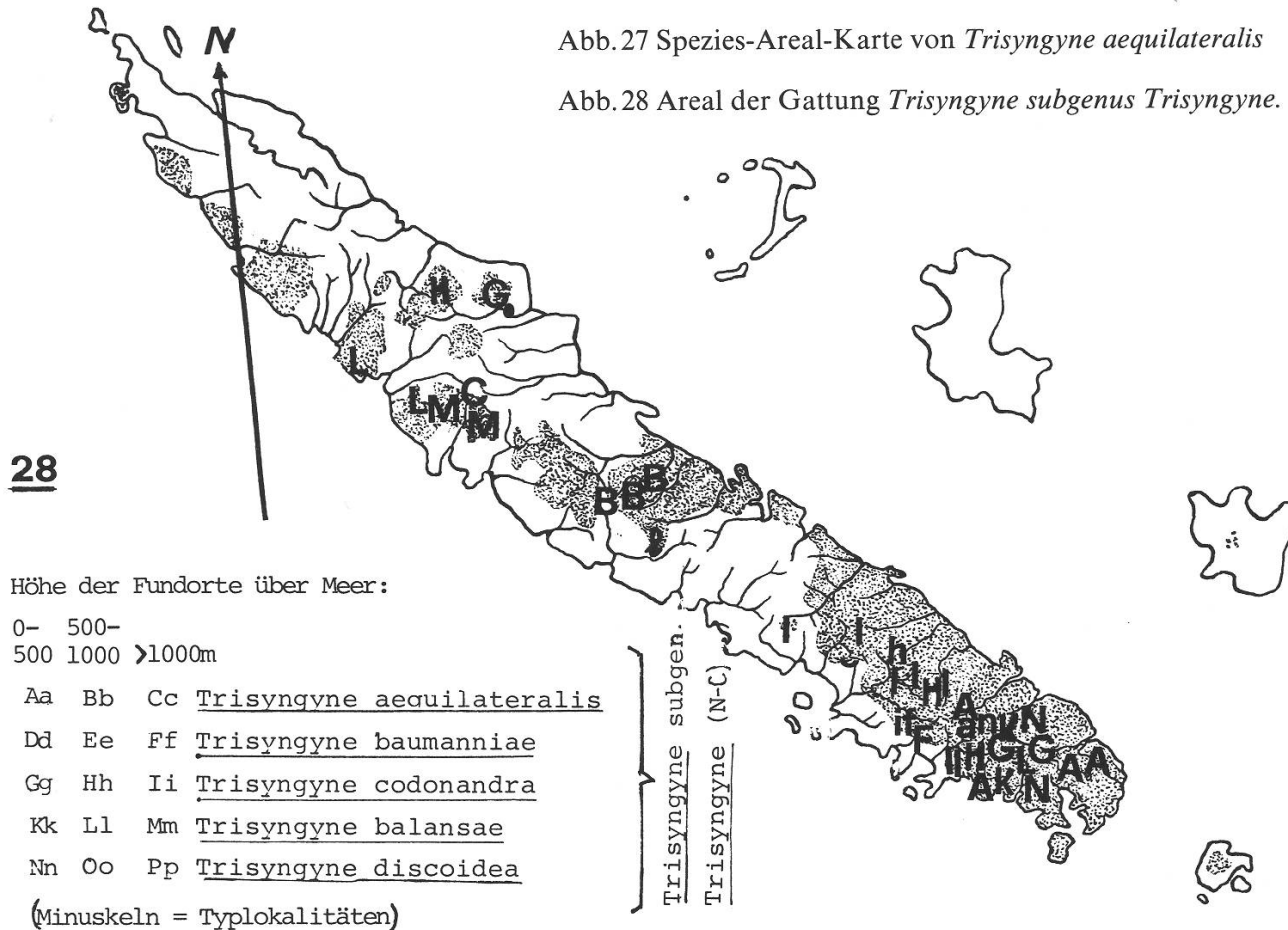 Abb. 27 Spezies-Areal-Karte von Trisyngyne aequilateralis
Abb. 28 Areal der Gattung Trisyngyne subgenus Trisyngyne.
N
H G
L
L M C
M
B B B
28
I I
h
H I
A
N
F
G
G
I H
L
A A
A K N
Höhe der Fundorte über Meer:
0- 500-
500 1000 >1000m
Aa Bb Cc Trisyngyne aequilateralis
Dd Ee Ff Trisyngyne baumanniae
Gg Hh Ii Trisyngyne codonandra
Kk Ll Mm Trisyngyne balansae
Nn Oo Pp Trisyngyne discoidea
(Minuskeln = Typlokalitäten)
Trisyngyne subgen.
Trisyngyne (N-C)